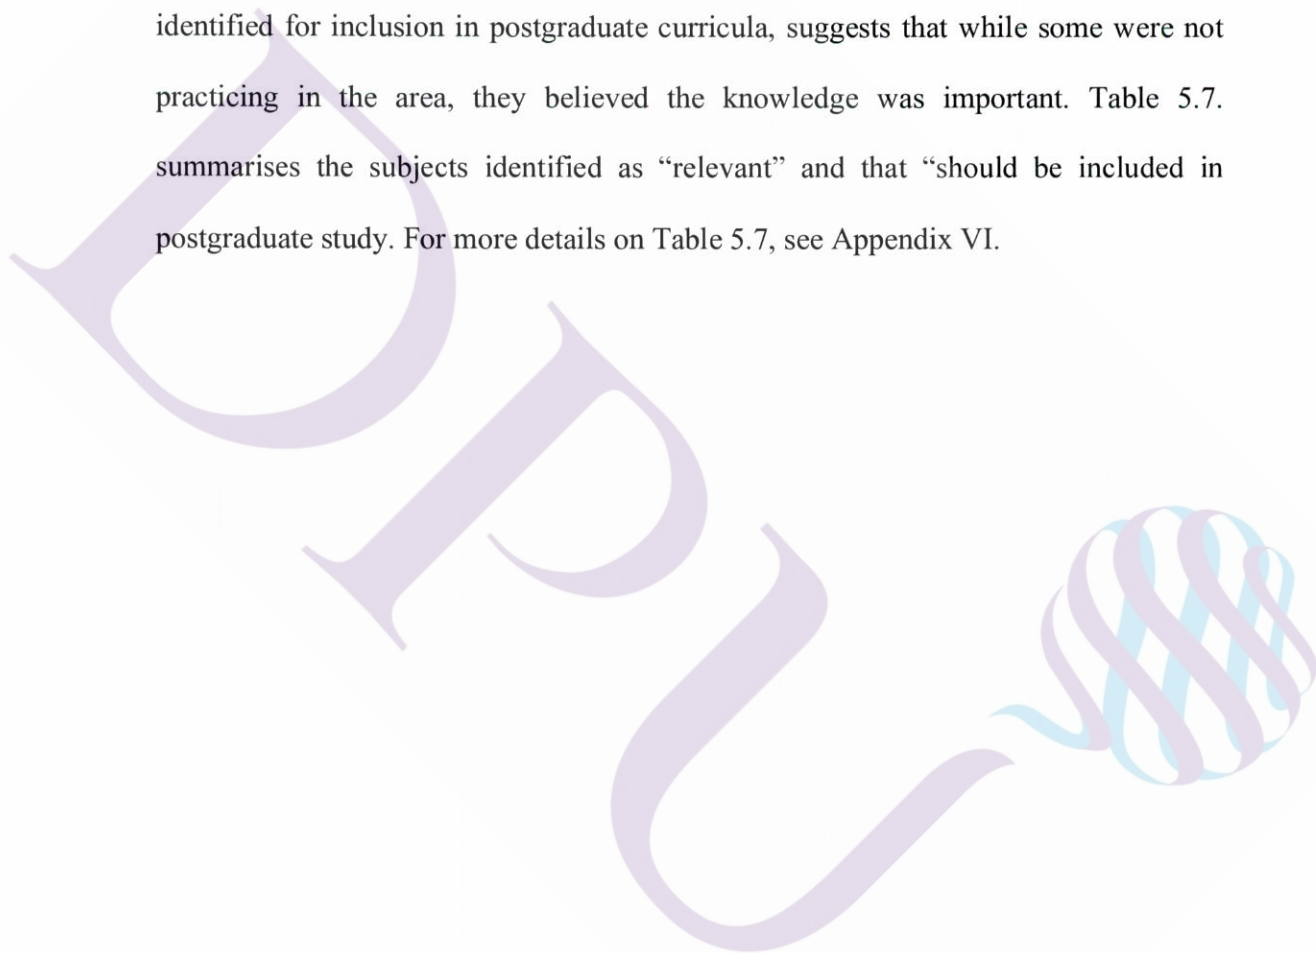 identified for inclusion in postgraduate curricula, suggests that while some were not
practicing in the area, they believed the knowledge was important. Table 5.7.
summarises the subjects identified as “relevant” and that “should be included in
postgraduate study. For more details on Table 5.7, see Appendix VI.
DPU